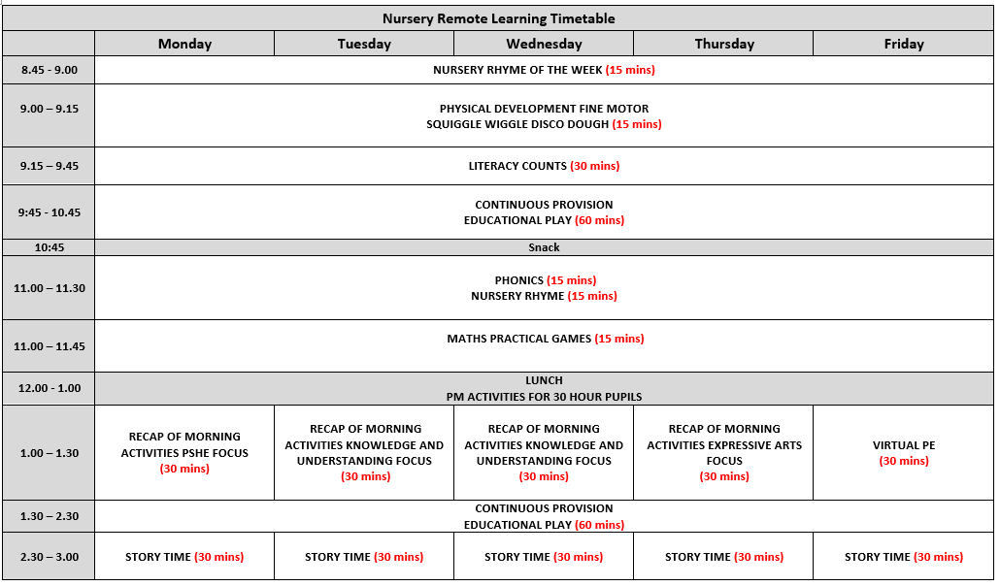 Nursery Remote Learning Timetable
Monday Tuesday Wednesday Thursday Friday
8.45 - 9.00 NURSERY RHYME OF THE WEEK (15 mins)
9.00 – 9.15 PHYSICAL DEVELOPMENT FINE MOTOR
SQUIGGLE WIGGLE DISCO DOUGH (15 mins)
9.15 – 9.45 LITERACY COUNTS (30 mins)
9:45 - 10.45 CONTINUOUS PROVISION
EDUCATIONAL PLAY (60 mins)
10:45 Snack
11.00 – 11.30 PHONICS (15 mins)
NURSERY RHYME (15 mins)
11.00 – 11.45 MATHS PRACTICAL GAMES (15 mins)
12.00 - 1.00 LUNCH
PM ACTIVITIES FOR 30 HOUR PUPILS
1.00 – 1.30
RECAP OF MORNING
ACTIVITIES PSHE FOCUS
(30 mins)
RECAP OF MORNING
ACTIVITIES KNOWLEDGE AND
UNDERSTANDING FOCUS
(30 mins)
RECAP OF MORNING
ACTIVITIES KNOWLEDGE AND
UNDERSTANDING FOCUS
(30 mins)
RECAP OF MORNING
ACTIVITIES EXPRESSIVE ARTS
FOCUS
(30 mins)
VIRTUAL PE
(30 mins)
1.30 – 2.30 CONTINUOUS PROVISION
EDUCATIONAL PLAY (60 mins)
2.30 – 3.00 STORY TIME (30 mins) STORY TIME (30 mins) STORY TIME (30 mins) STORY TIME (30 mins) STORY TIME (30 mins)